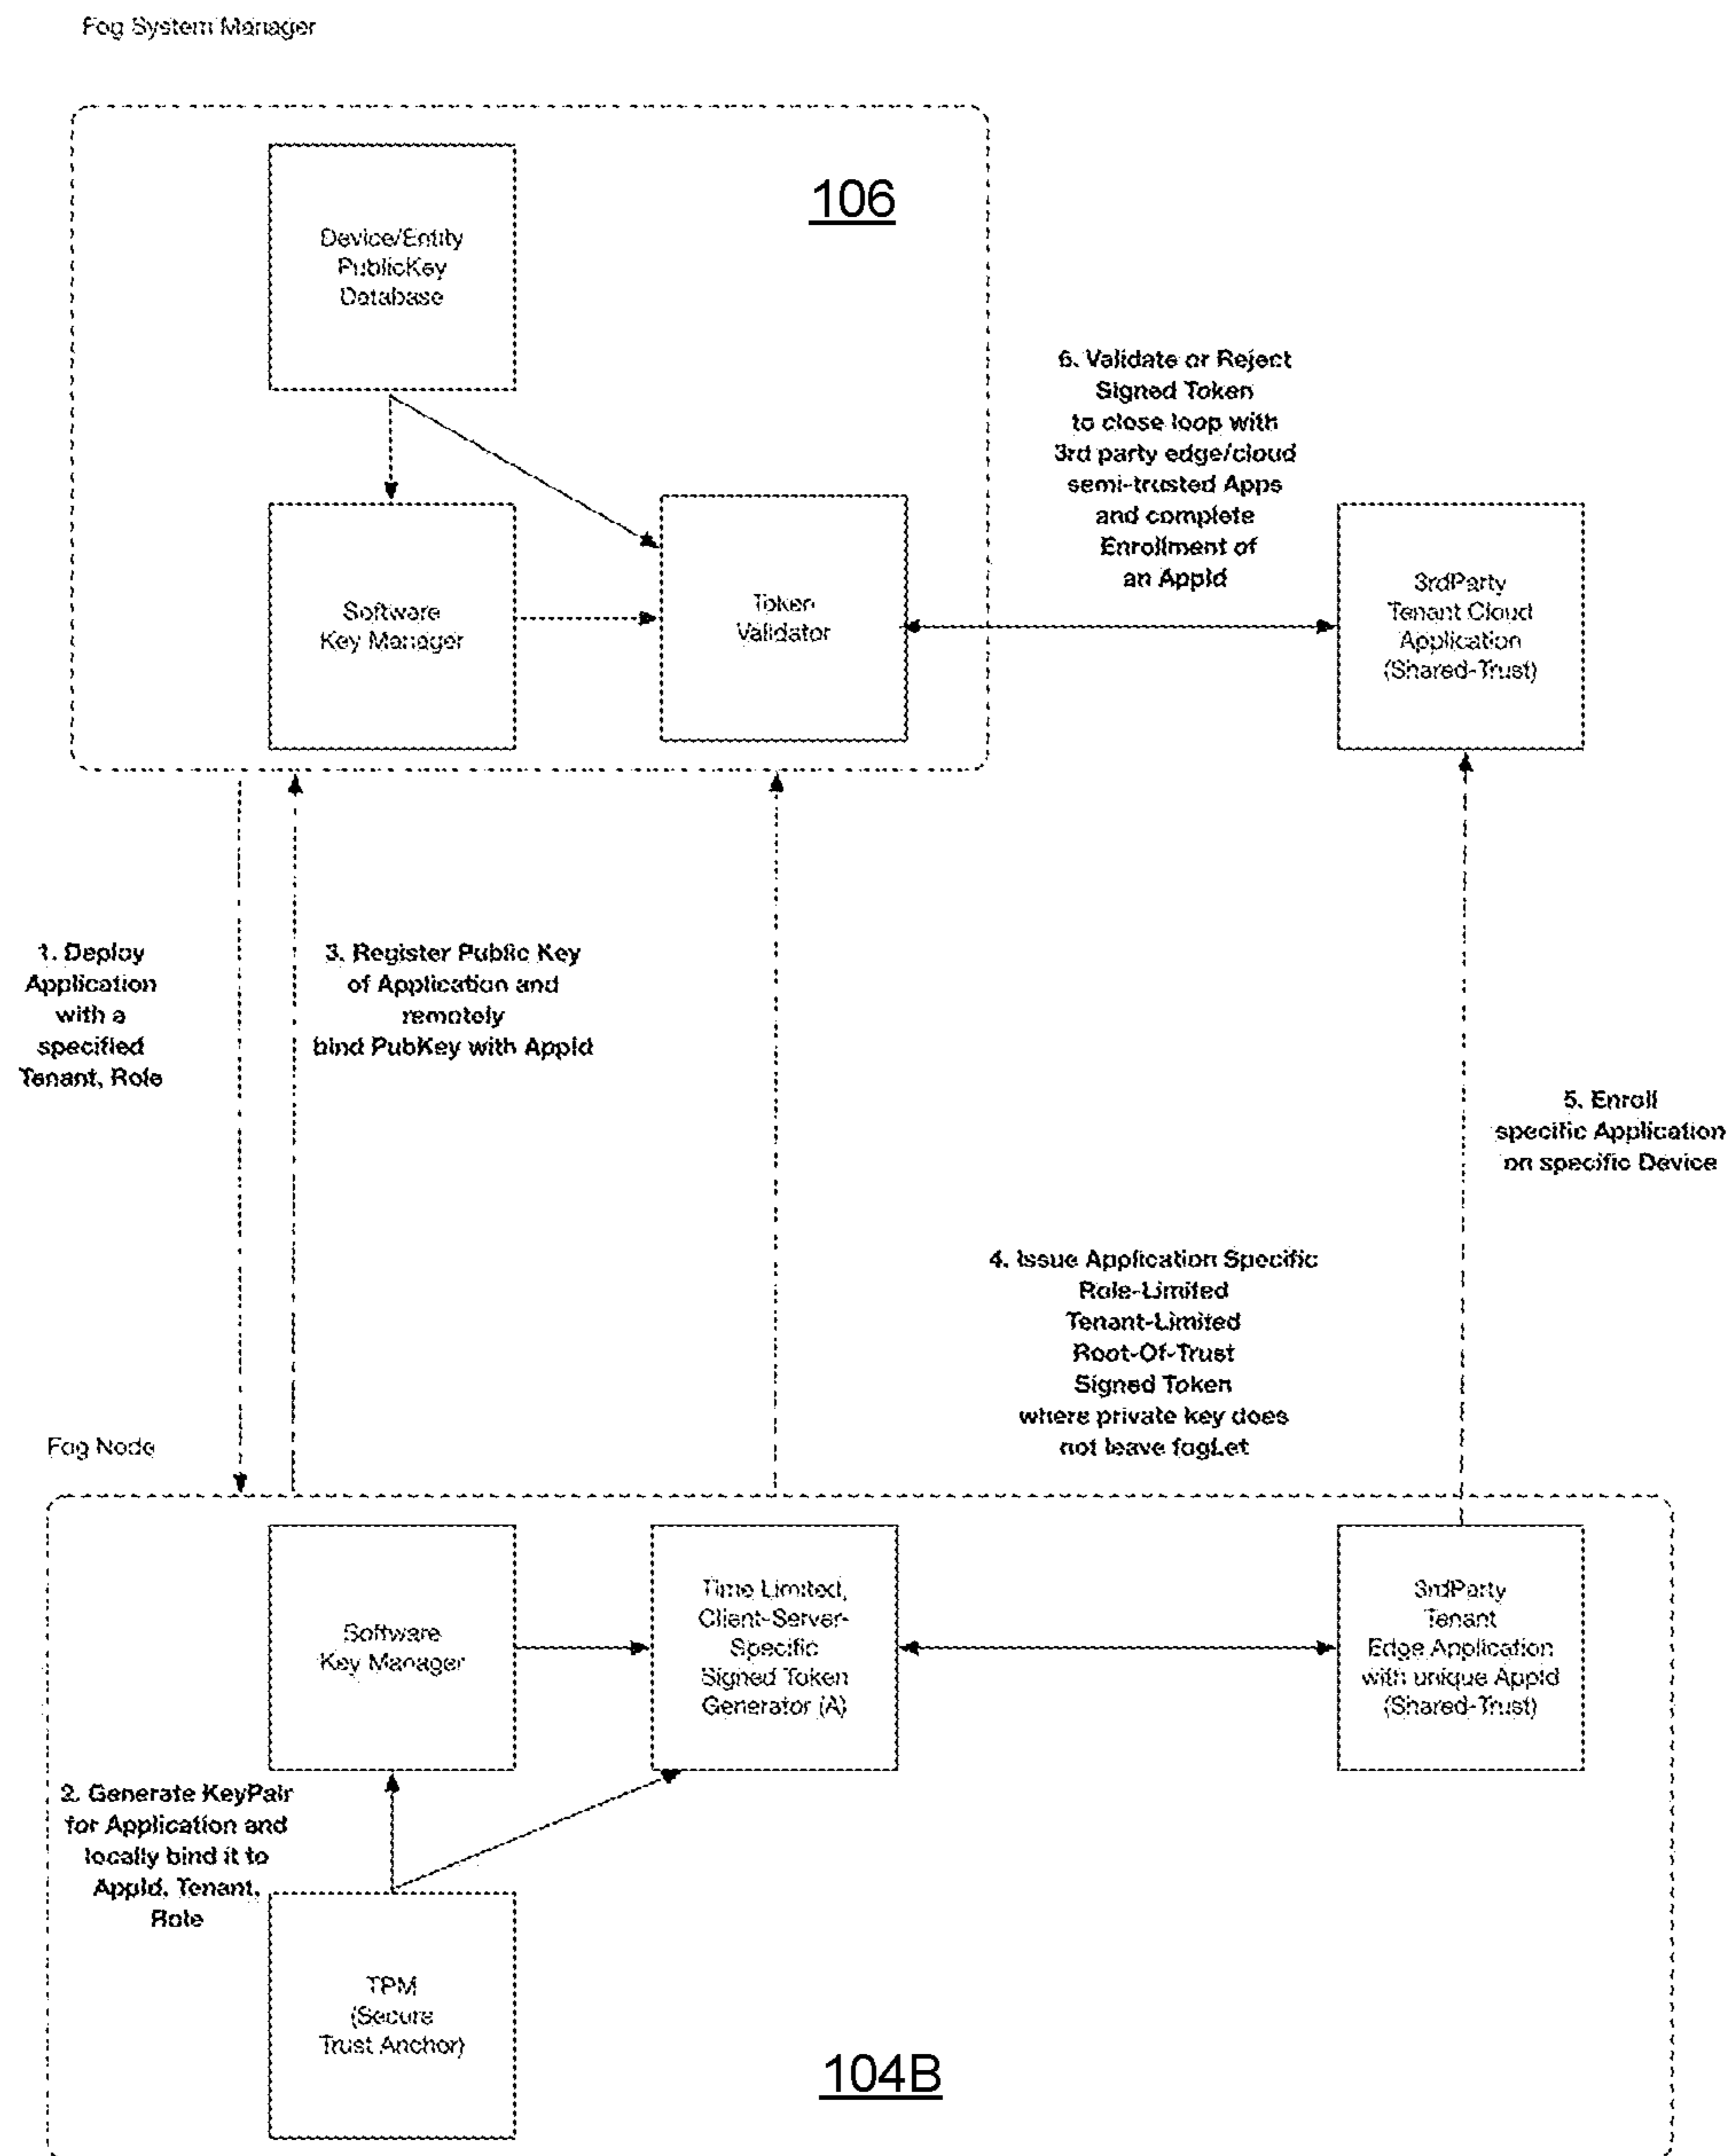 Fog System Manager
106
Device/Entity
PublicKey
Database
Software
Key Manager
Token
Validator
6. Validate or Reject
Signed Token
to close loop with
3rd party edge/cloud
semi-trusted Apps
and complete
Enrollment of
an AppId
3rdParty
Tenant Cloud
Application
(Shared-Trust)
1. Deploy
Application
with a
specified
Tenant, Role
3. Register Public Key
of Application and
remotely
bind PubKey with AppId
5. Enroll
specific Application
on specific Device
4. Issue Application Specific
Role-Limited
Tenant-Limited
Root-Of-Trust
Signed Token
where private key does
not leave fogLet
Fog Node
Software
Key Manager
Time Limited,
Client-Server-
Specific
Signed Token
Generator (A)
3rdParty
Tenant
Edge Application
with unique AppId
(Shared-Trust)
2. Generate KeyPair
for Application and
locally bind it to
AppId, Tenant,
Role
TPM
(Secure
Trust Anchor)
104B